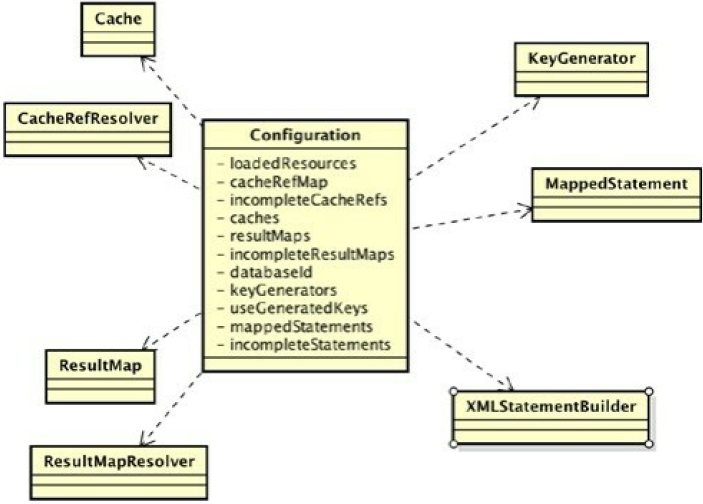 Cache
KeyGenerator
CacheRefResolver
Configuration
- loadedResources
- cacheRefMap
- incompleteCacheRefs
- caches
- resultMaps
- incompleteResultMaps
- databaseId
- keyGenerators
- useGeneratedKeys
- mappedStatements
- incompleteStatements
MappedStatement
ResultMap
XMLStatementBuilder
ResultMapResolver